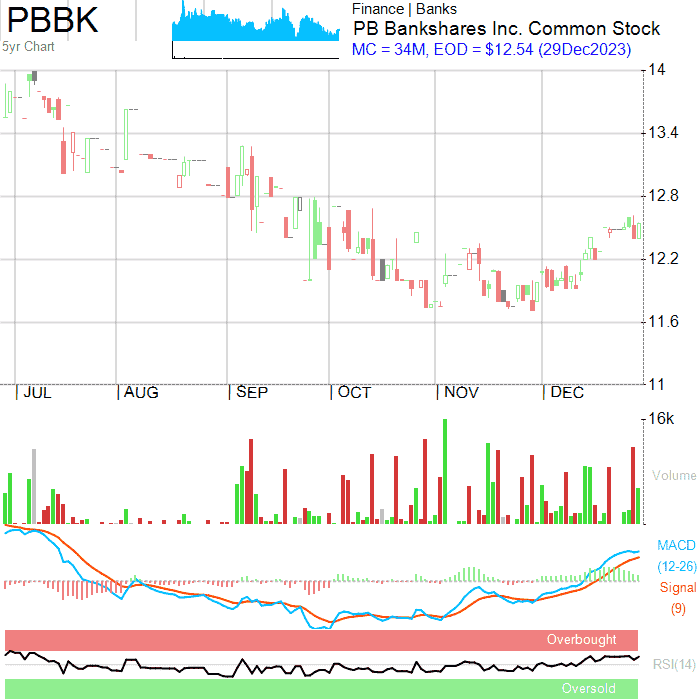 PBBK
5yr Chart
Finance | Banks
PB Bankshares Inc. Common Stock
MC = 34M, EOD = $12.54 (29Dec2023)
14
13.4
12.8
12.2
11.6
11
| JUL | AUG | SEP | OCT | NOV | DEC
16k
Volume
MACD
(12-26)
Signal
(9)
Overbought
RSI(14)
Oversold